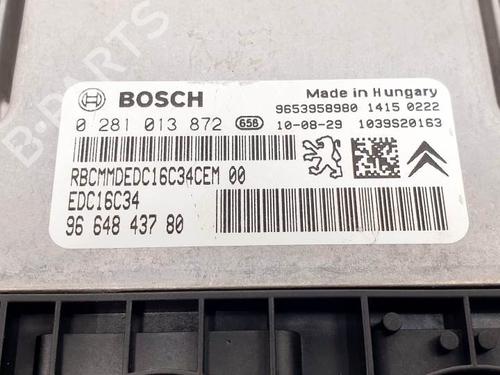 BOSCH
Made in Hungary
9653958980 1415 0222
0 281 013 872 658 10-08-29 1039S20163
RBCMMDEDC16C34CEM 00
EDC16C34
96 648 437 80
B-PARTS